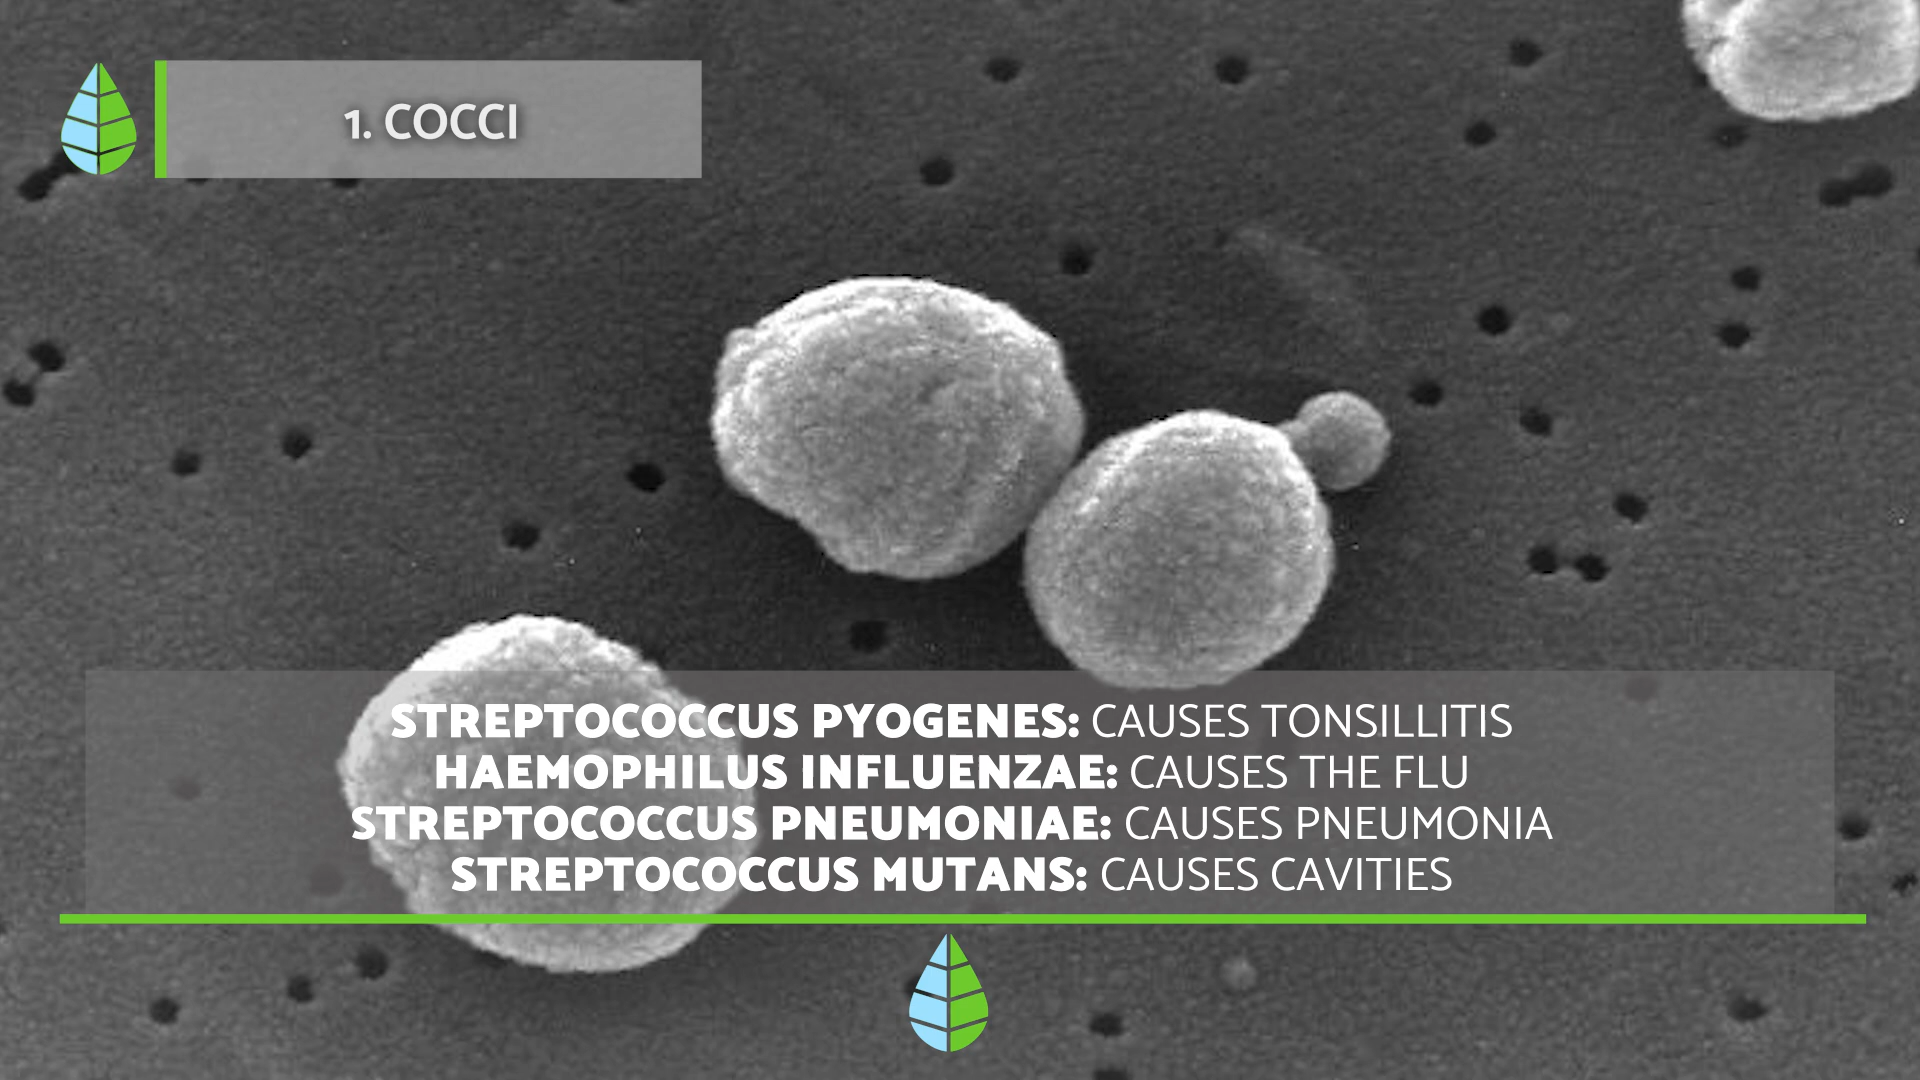 1. COCCI
STREPTOCOCCUS PYOGENES: CAUSES TONSILLITIS
HAEMOPHILUS INFLUENZAE: CAUSES THE FLU
STREPTOCOCCUS PNEUMONIAE: CAUSES PNEUMONIA
STREPTOCOCCUS MUTANS: CAUSES CAVITIES